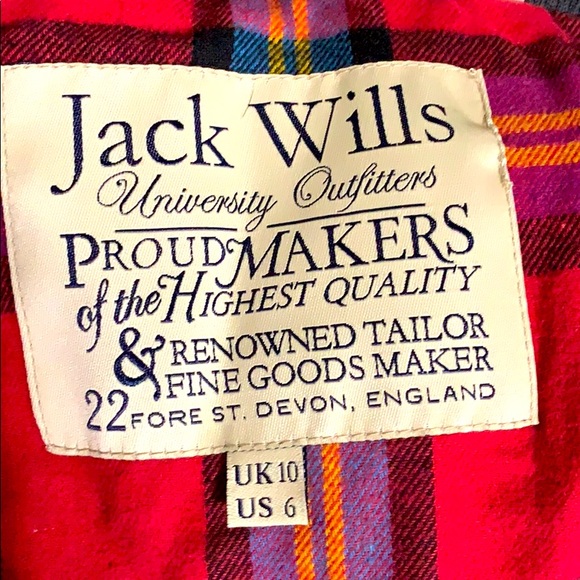 Jack Wills
University Outfitters
PROUD MAKERS
of the HIGHEST QUALITY
& RENOWNED TAILOR
FINE GOODS MAKER
22 FORE ST. DEVON, ENGLAND
UK 10
US 6